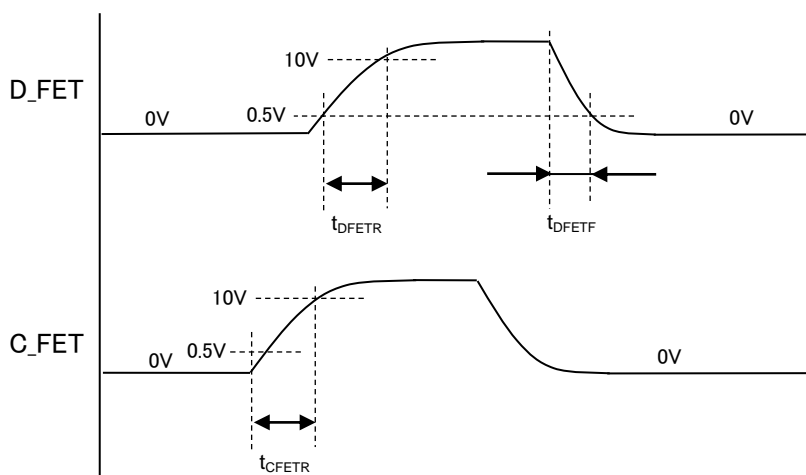 10V
D_FET
0V
0.5V
0V
tDFETR
tDFETF
10V
C_FET
0V
0.5V
0V
tCFETR